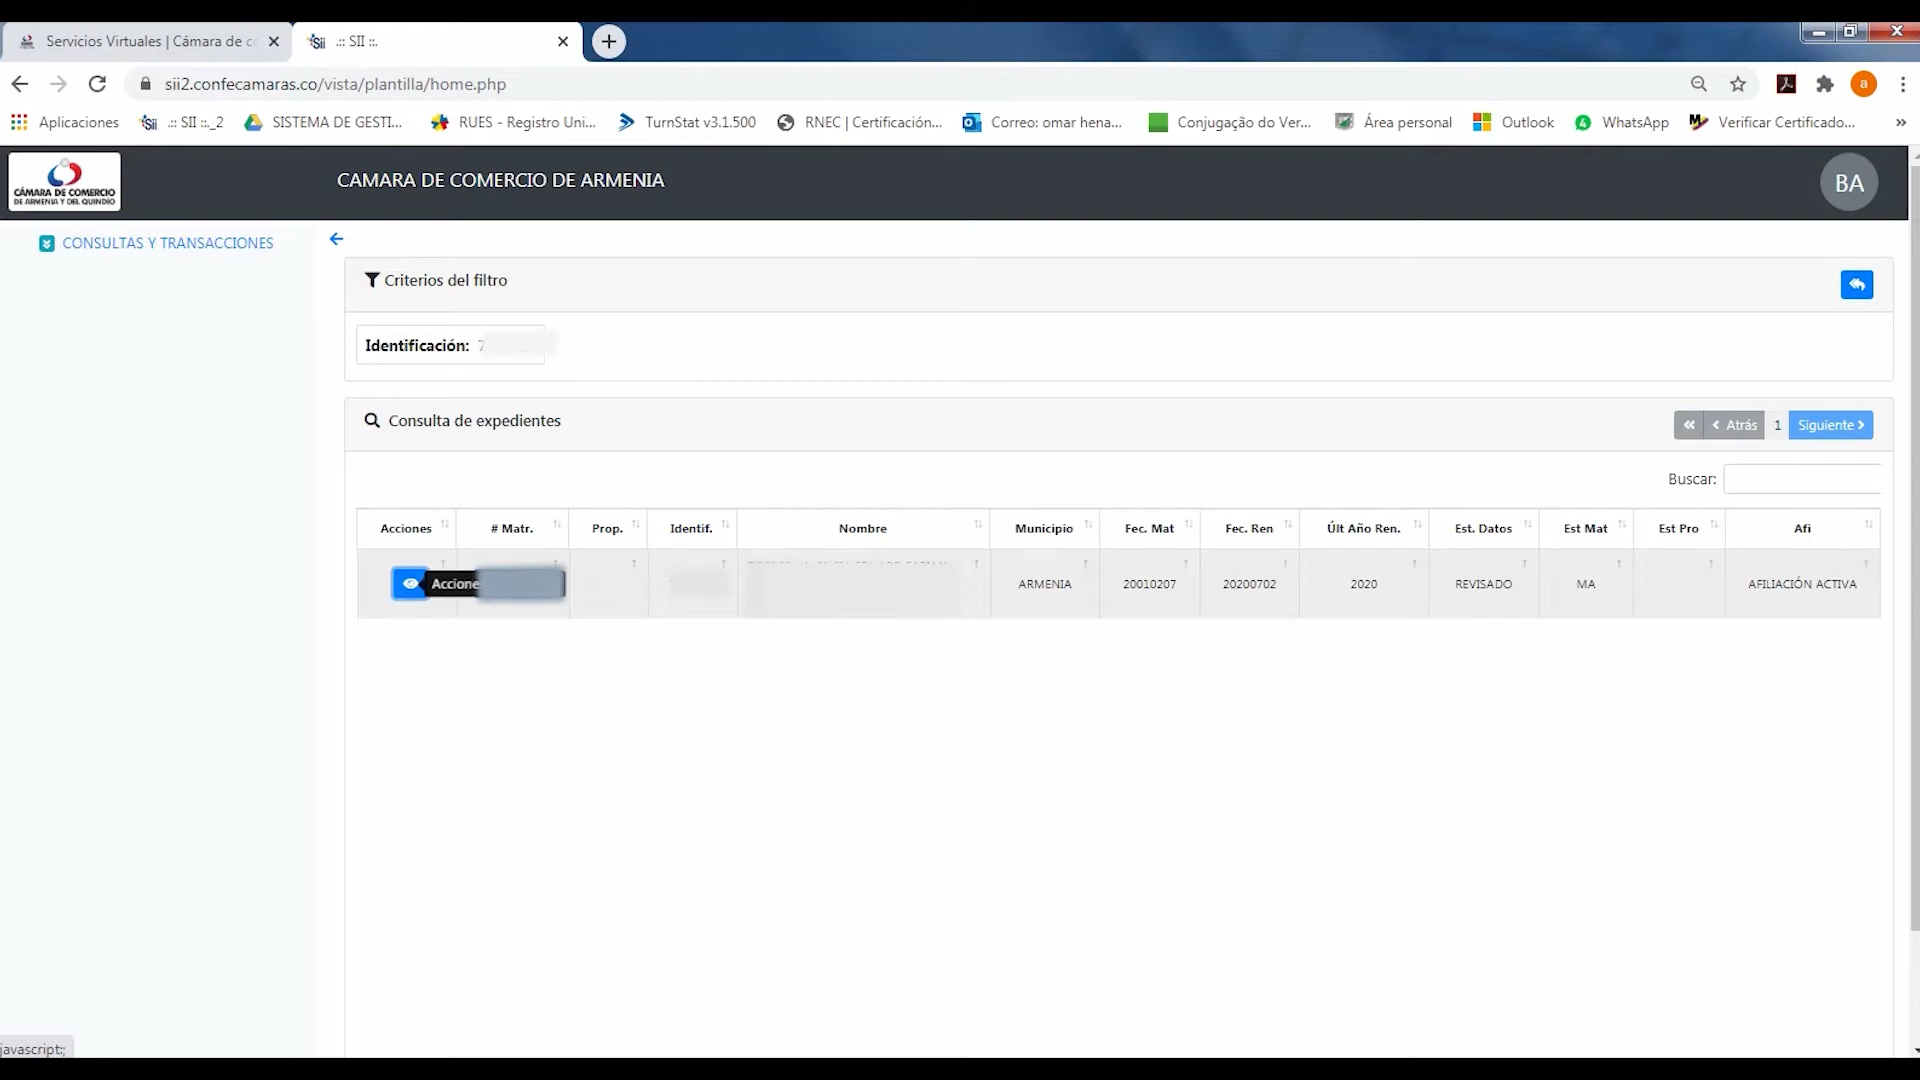 Servicios Virtuales | Cámara de co
.:: SII ::.
sii2.confecamaras.co/vista/plantilla/home.php
a
Aplicaciones
.:: SII ::._2
SISTEMA DE GESTI...
RUES - Registro Uni...
TurnStat v3.1.500
RNEC | Certificación...
Correo: omar hena...
Conjugação do Ver...
Área personal
Outlook
WhatsApp
Verificar Certificado...
»
CÁMARA DE COMERCIO
DE ARMENIA Y DEL QUINDÍO
CAMARA DE COMERCIO DE ARMENIA
BA
CONSULTAS Y TRANSACCIONES
Criterios del filtro
Identificación: 7
Consulta de expedientes
« ‹ Atrás 1 Siguiente ›
Buscar:
Acciones # Matr. Prop. Identif. Nombre Municipio Fec. Mat Fec. Ren Últ Año Ren. Est. Datos Est Mat Est Pro Afi
Accione ARMENIA 20010207 20200702 2020 REVISADO MA AFILIACIÓN ACTIVA
javascript:;